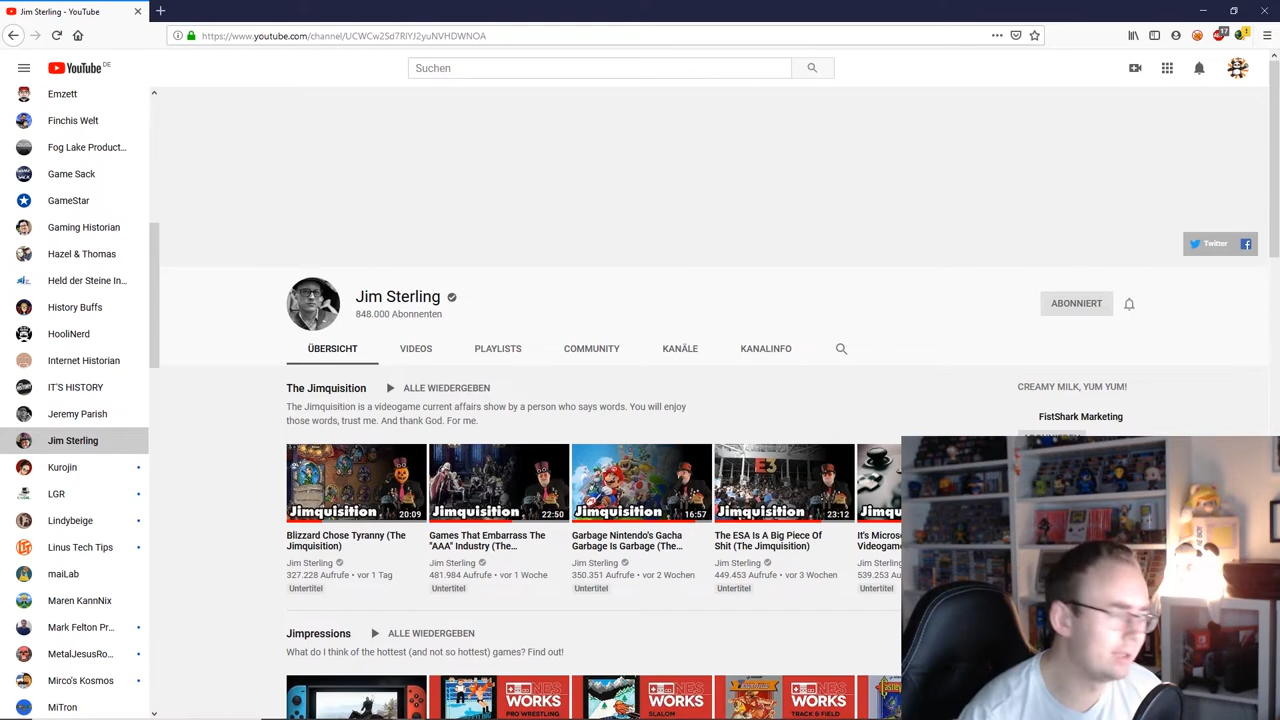 Jim Sterling - YouTube
https://www.youtube.com/channel/UCWCw2Sd7RlYJ2yuNVHDWNOA
17
YouTube DE
Suchen
Emzett
Finchis Welt
Fog Lake Product...
Game Sack
GameStar
Gaming Historian
Hazel & Thomas
Held der Steine In...
History Buffs
HooliNerd
Internet Historian
IT'S HISTORY
Jeremy Parish
Jim Sterling
Kurojin
LGR
Lindybeige
Linus Tech Tips
maiLab
Maren KannNix
Mark Felton Pr...
MetalJesusRo...
Mirco's Kosmos
MiTron
Twitter
Jim Sterling
848.000 Abonnenten
ABONNIERT
ÜBERSICHT VIDEOS PLAYLISTS COMMUNITY KANÄLE KANALINFO
The Jimquisition ALLE WIEDERGEBEN
The Jimquisition is a videogame current affairs show by a person who says words. You will enjoy
those words, trust me. And thank God. For me.
CREAMY MILK, YUM YUM!
FistShark Marketing
ABONNIEREN
E3
Jimquisition 20:09 Jimquisition 22:50 Jimquisition 16:57 Jimquisition 23:12 Jimqu
Blizzard Chose Tyranny (The
Jimquisition)
Jim Sterling
327.228 Aufrufe • vor 1 Tag
Untertitel
Games That Embarrass The
"AAA" Industry (The...
Jim Sterling
481.984 Aufrufe • vor 1 Woche
Untertitel
Garbage Nintendo's Gacha
Garbage Is Garbage (The...
Jim Sterling
350.351 Aufrufe • vor 2 Wochen
Untertitel
The ESA Is A Big Piece Of
Shit (The Jimquisition)
Jim Sterling
449.453 Aufrufe • vor 3 Wochen
Untertitel
It's Micros
Videogam
Jim Sterling
539.253 Au
Untertitel
Jimpressions ALLE WIEDERGEBEN
What do I think of the hottest (and not so hottest) games? Find out!
NES
WORKS
PRO WRESTLING
NES
WORKS
SLALOM
NES
WORKS
TRACK & FIELD